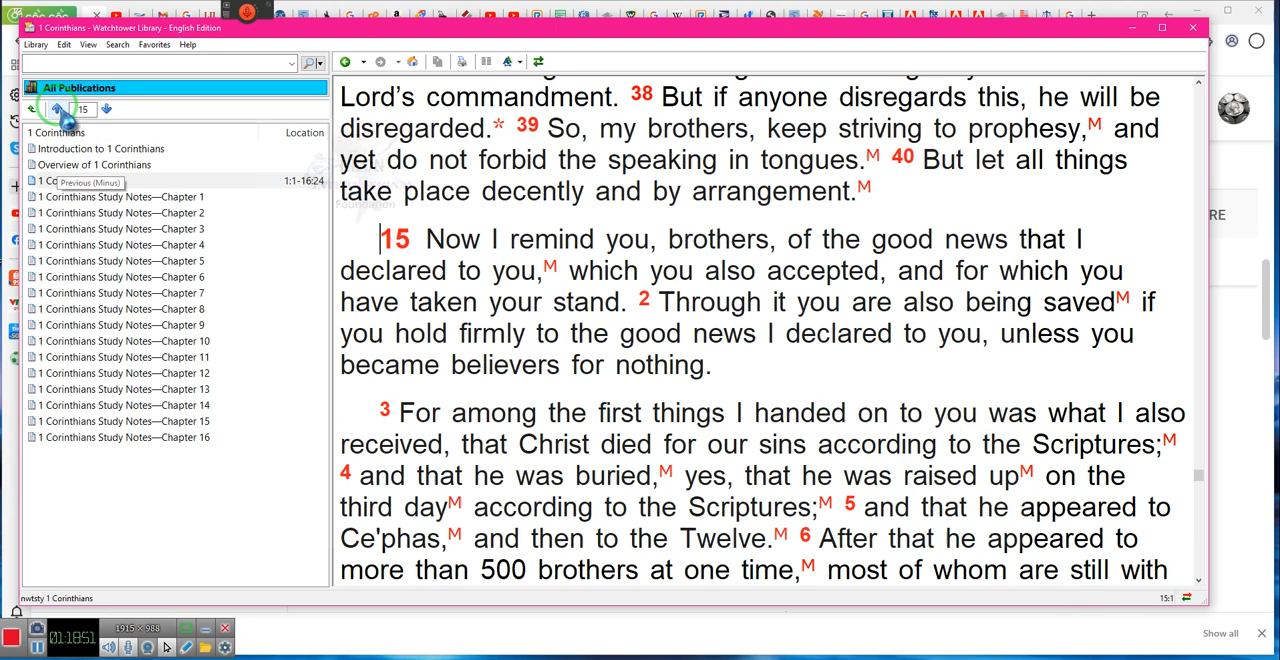 1 Corinthians - Watchtower Library - English Edition
Library Edit View Search Favorites Help
All Publications
15
1 Corinthians Location
Introduction to 1 Corinthians
Overview of 1 Corinthians
1 Co 1:1-16:24
Previous (Minus)
1 Corinthians Study Notes—Chapter 1
1 Corinthians Study Notes—Chapter 2
1 Corinthians Study Notes—Chapter 3
1 Corinthians Study Notes—Chapter 4
1 Corinthians Study Notes—Chapter 5
1 Corinthians Study Notes—Chapter 6
1 Corinthians Study Notes—Chapter 7
1 Corinthians Study Notes—Chapter 8
1 Corinthians Study Notes—Chapter 9
1 Corinthians Study Notes—Chapter 10
1 Corinthians Study Notes—Chapter 11
1 Corinthians Study Notes—Chapter 12
1 Corinthians Study Notes—Chapter 13
1 Corinthians Study Notes—Chapter 14
1 Corinthians Study Notes—Chapter 15
1 Corinthians Study Notes—Chapter 16
Lord's commandment. 38 But if anyone disregards this, he will be
disregarded.* 39 So, my brothers, keep striving to prophesy,M and
yet do not forbid the speaking in tongues.M 40 But let all things
take place decently and by arrangement.M
Foundation
15 Now I remind you, brothers, of the good news that I
declared to you,M which you also accepted, and for which you
have taken your stand. 2 Through it you are also being savedM if
you hold firmly to the good news I declared to you, unless you
became believers for nothing.
3 For among the first things I handed on to you was what I also
received, that Christ died for our sins according to the Scriptures;M
4 and that he was buried,M yes, that he was raised upM on the
third dayM according to the Scriptures;M 5 and that he appeared to
Ce'phas,M and then to the Twelve.M 6 After that he appeared to
more than 500 brothers at one time,M most of whom are still with
nwtsty 1 Corinthians 15:1
RE
Show all
1915 x 988
01:18:51